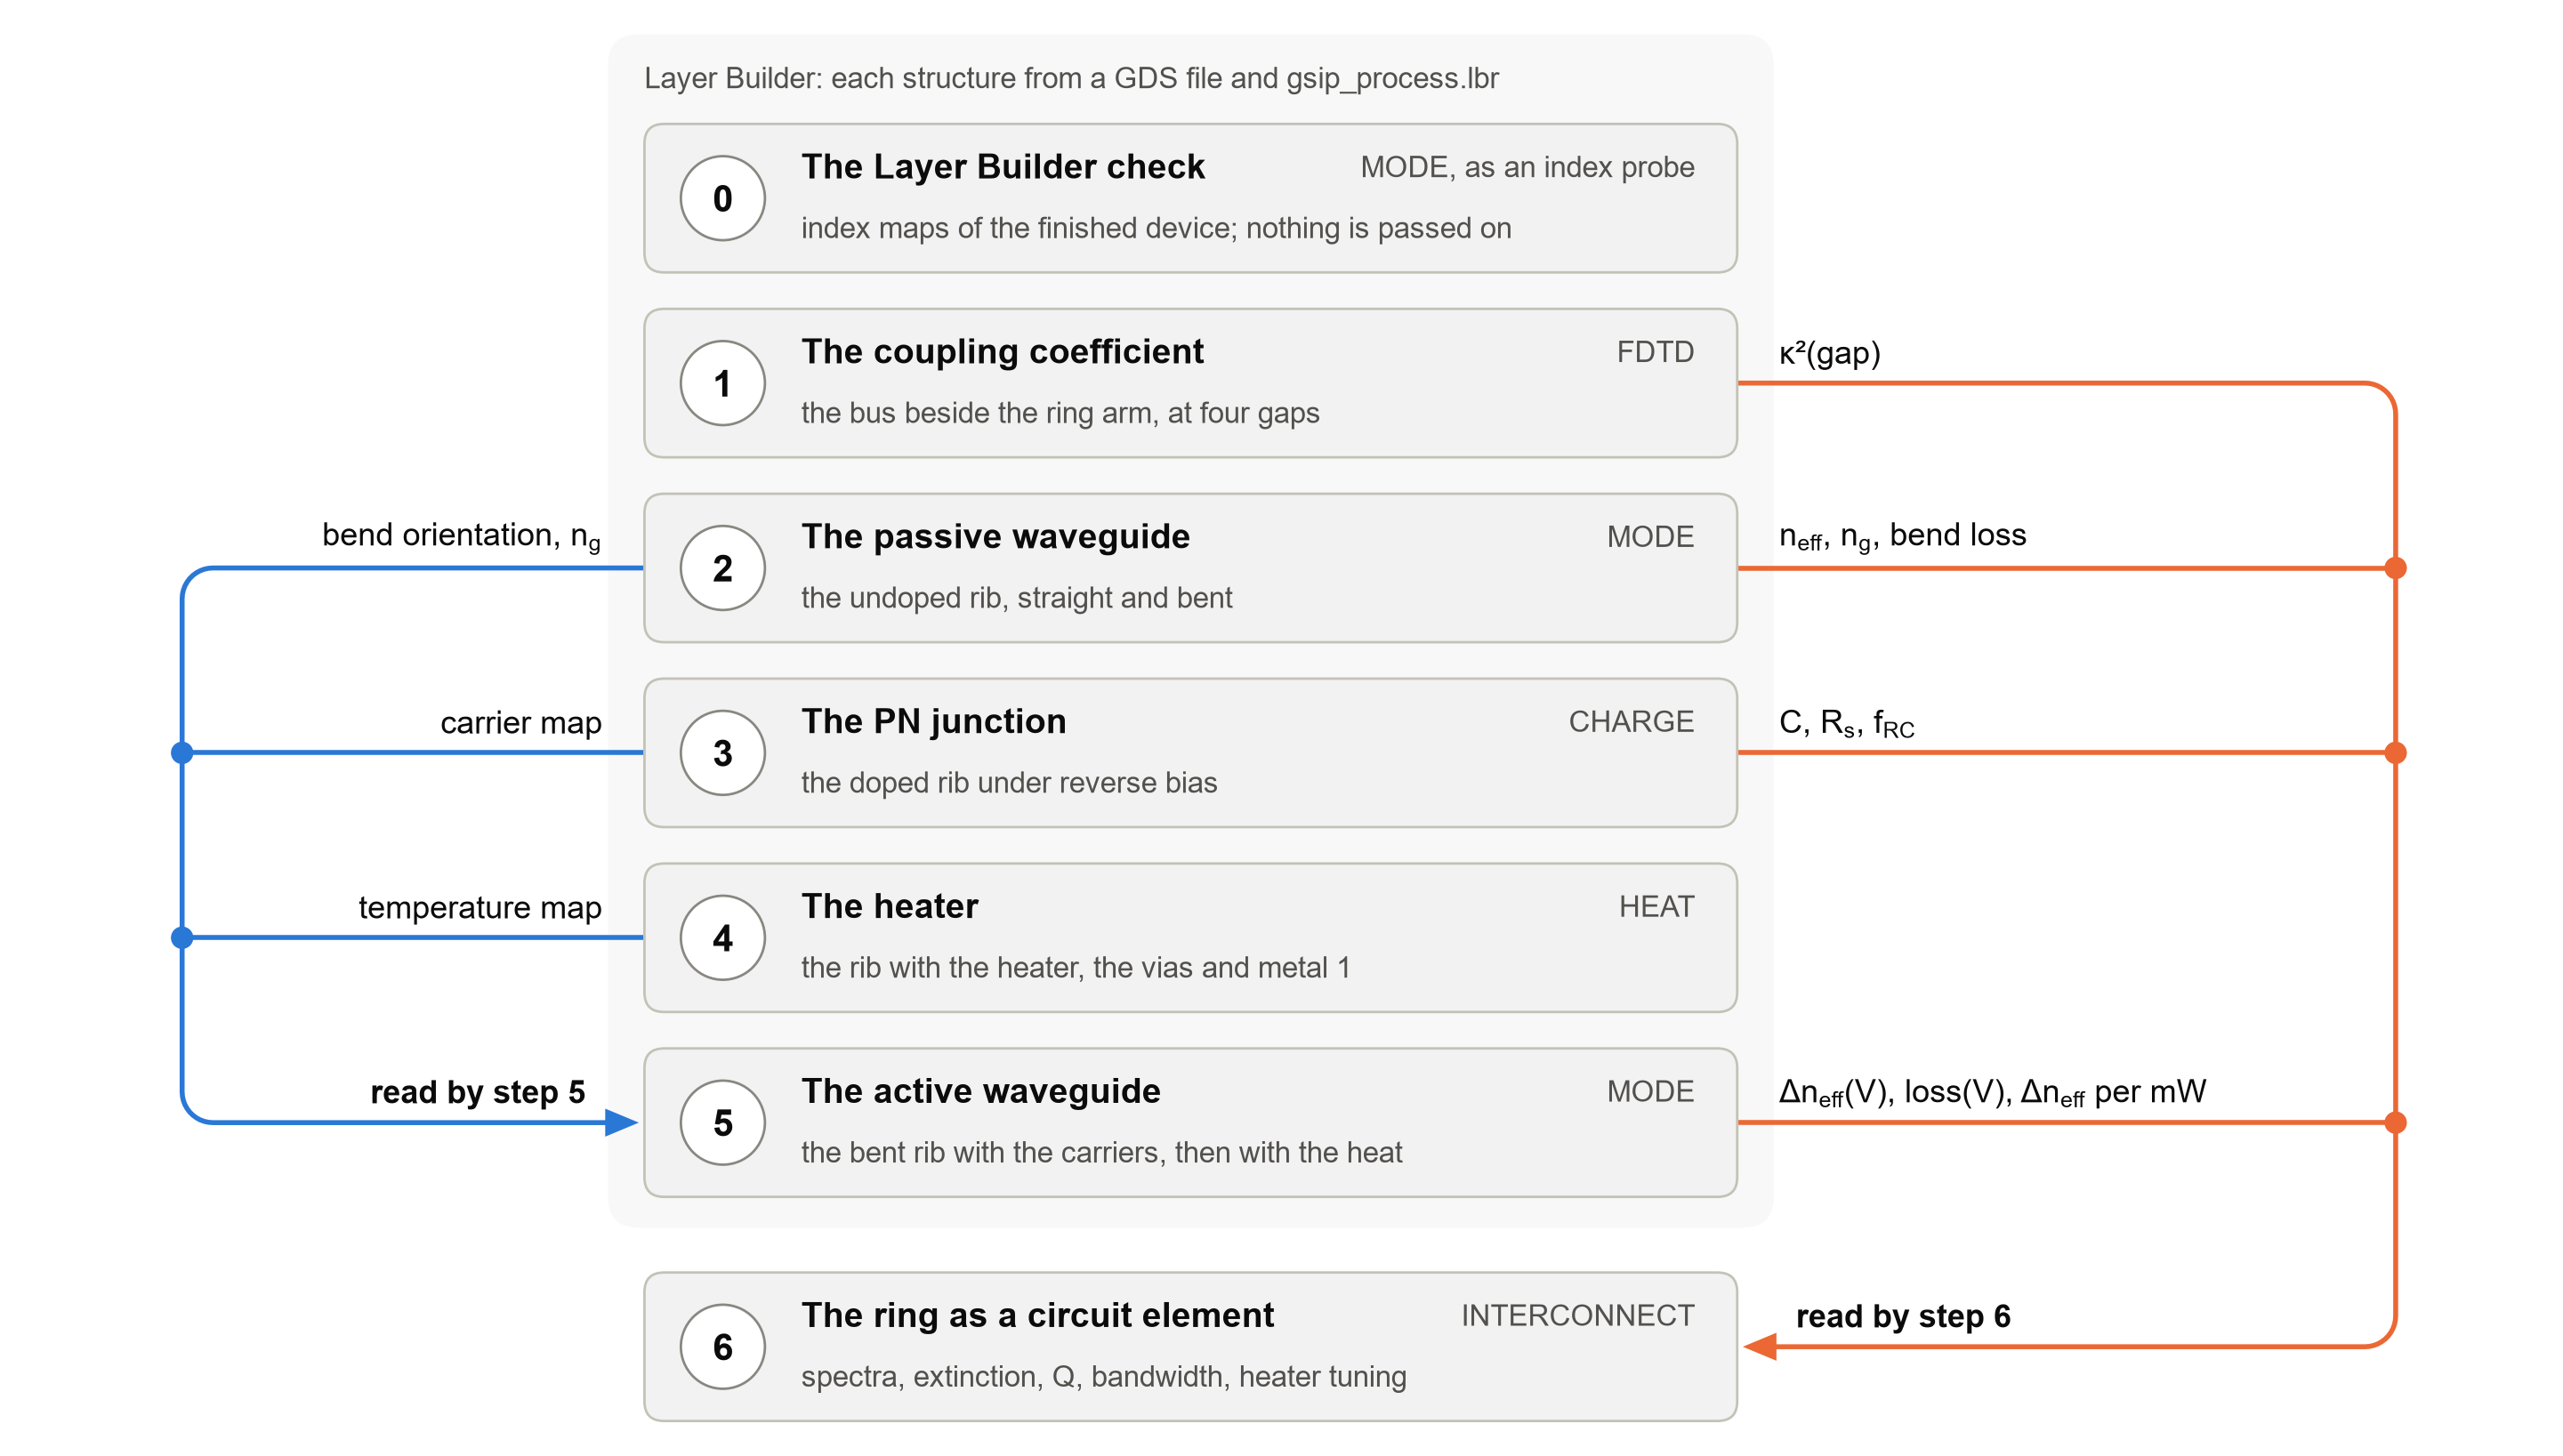 Layer Builder: each structure from a GDS file and gsip_process.lbr
0
The Layer Builder check
MODE, as an index probe
index maps of the finished device; nothing is passed on
1
The coupling coefficient
FDTD
the bus beside the ring arm, at four gaps
κ²(gap)
bend orientation, ng
2
The passive waveguide
MODE
the undoped rib, straight and bent
neff, ng, bend loss
carrier map
3
The PN junction
CHARGE
the doped rib under reverse bias
C, Rs, fRC
temperature map
4
The heater
HEAT
the rib with the heater, the vias and metal 1
read by step 5
5
The active waveguide
MODE
the bent rib with the carriers, then with the heat
Δneff(V), loss(V), Δneff per mW
6
The ring as a circuit element
INTERCONNECT
spectra, extinction, Q, bandwidth, heater tuning
read by step 6